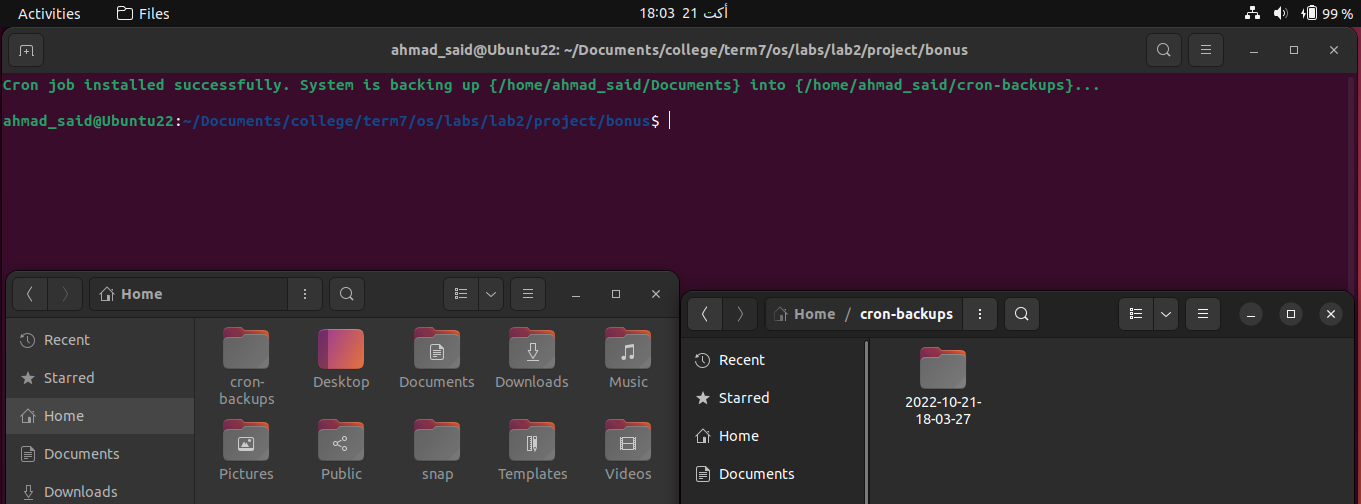 Activities Files أكت 21 18:03 99 %
ahmad_said@Ubuntu22: ~/Documents/college/term7/os/labs/lab2/project/bonus
Cron job installed successfully. System is backing up {/home/ahmad_said/Documents} into {/home/ahmad_said/cron-backups}...
ahmad_said@Ubuntu22:~/Documents/college/term7/os/labs/lab2/project/bonus$
Home
Recent
Starred
Home
Documents
Downloads
cron-
backups
Desktop
Documents
Downloads
Music
Pictures
Public
snap
Templates
Videos
Home / cron-backups
Recent
Starred
Home
Documents
2022-10-21-
18-03-27